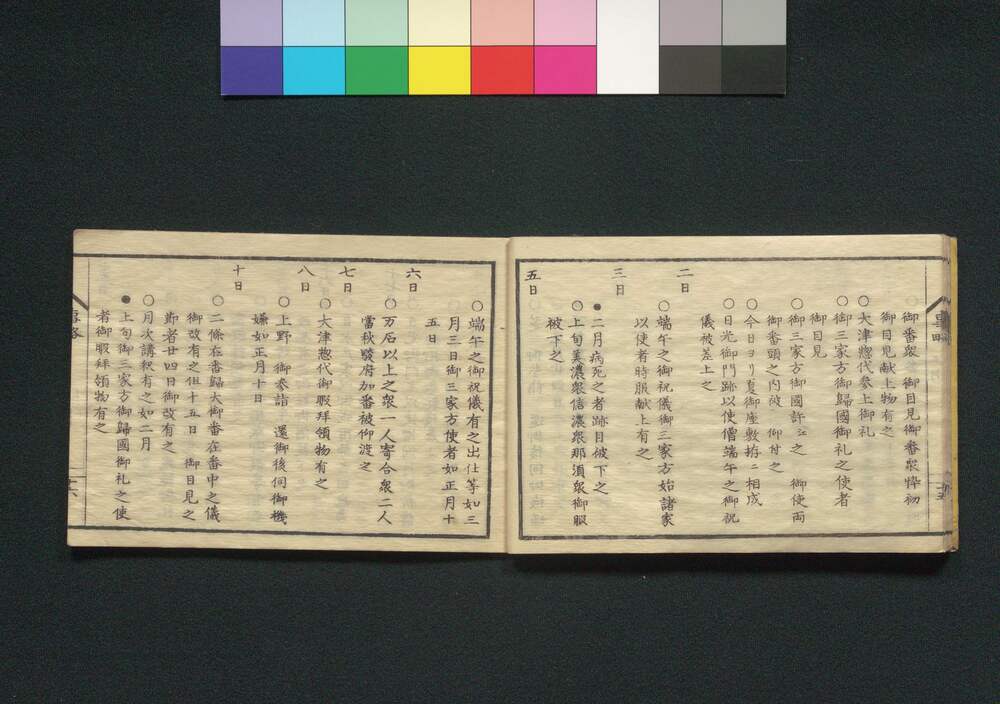 御番衆 御目見御番衆悴初
御目見献上物有之
○大津惣代参上御礼
○御三家方御歸國御礼之使者
御目見
○御三家方御國許江之 御使両
御番頭之内被 仰付之
○今日ヨリ夏御座敷拵ニ相成
○日光御門跡以使僧端午之御祝
儀被差上之
二日
○端午之御祝儀御三家方始諸家
以使者時服献上有之
三日
●二月病死之者跡目被下之
○上旬美濃衆信濃衆那須衆御暇
被下之
五日
○端午之御祝儀有之出仕等如三
月三日御三家方使者如正月十
五日
六日
○万石以上之衆一人寄合衆二人
當秋駿府加番被仰渡之
七日
○大津惣代御暇拝領物有之
八日
○上野 御参詣 還御後伺御機
嫌如正月十日
十日
○二條在番歸大御番在番中之儀
御改有之但十五日 御目見之
節者廿四日御改有之
○月次講釈有之如二月
●上旬御三家方御歸國御礼之使
者御暇拝領物有之